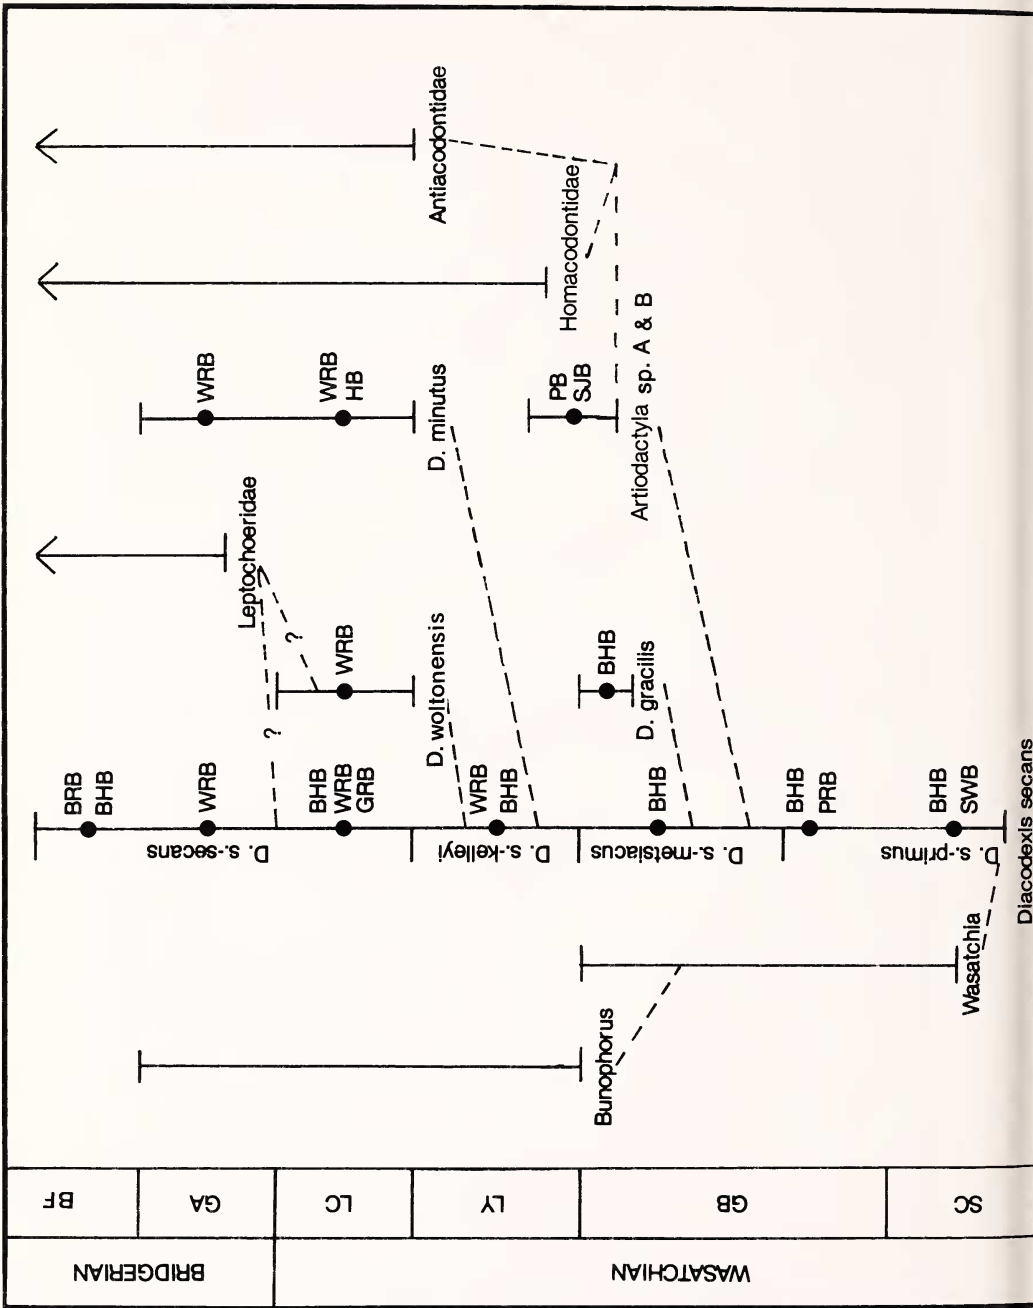 BRIDGERIAN
WASATCHIAN
BF
GA
LC
LY
GB
SC
Bunophorus
Wasatchia
D. s.-secans
D. s.-kelleyi
D. s.-metsiacus
D. s.-primus
Diacodexis secans
BRB
BHB
WRB
BHB
WRB
GRB
WRB
BHB
BHB
BHB
PRB
BHB
SWB
?
?
Leptochoeridae
WRB
D. woltonensis
BHB
D. gracilis
WRB
WRB
HB
D. minutus
PB
SJB
Artiodactyla sp. A & B
Homacodontidae
Antiacodontidae